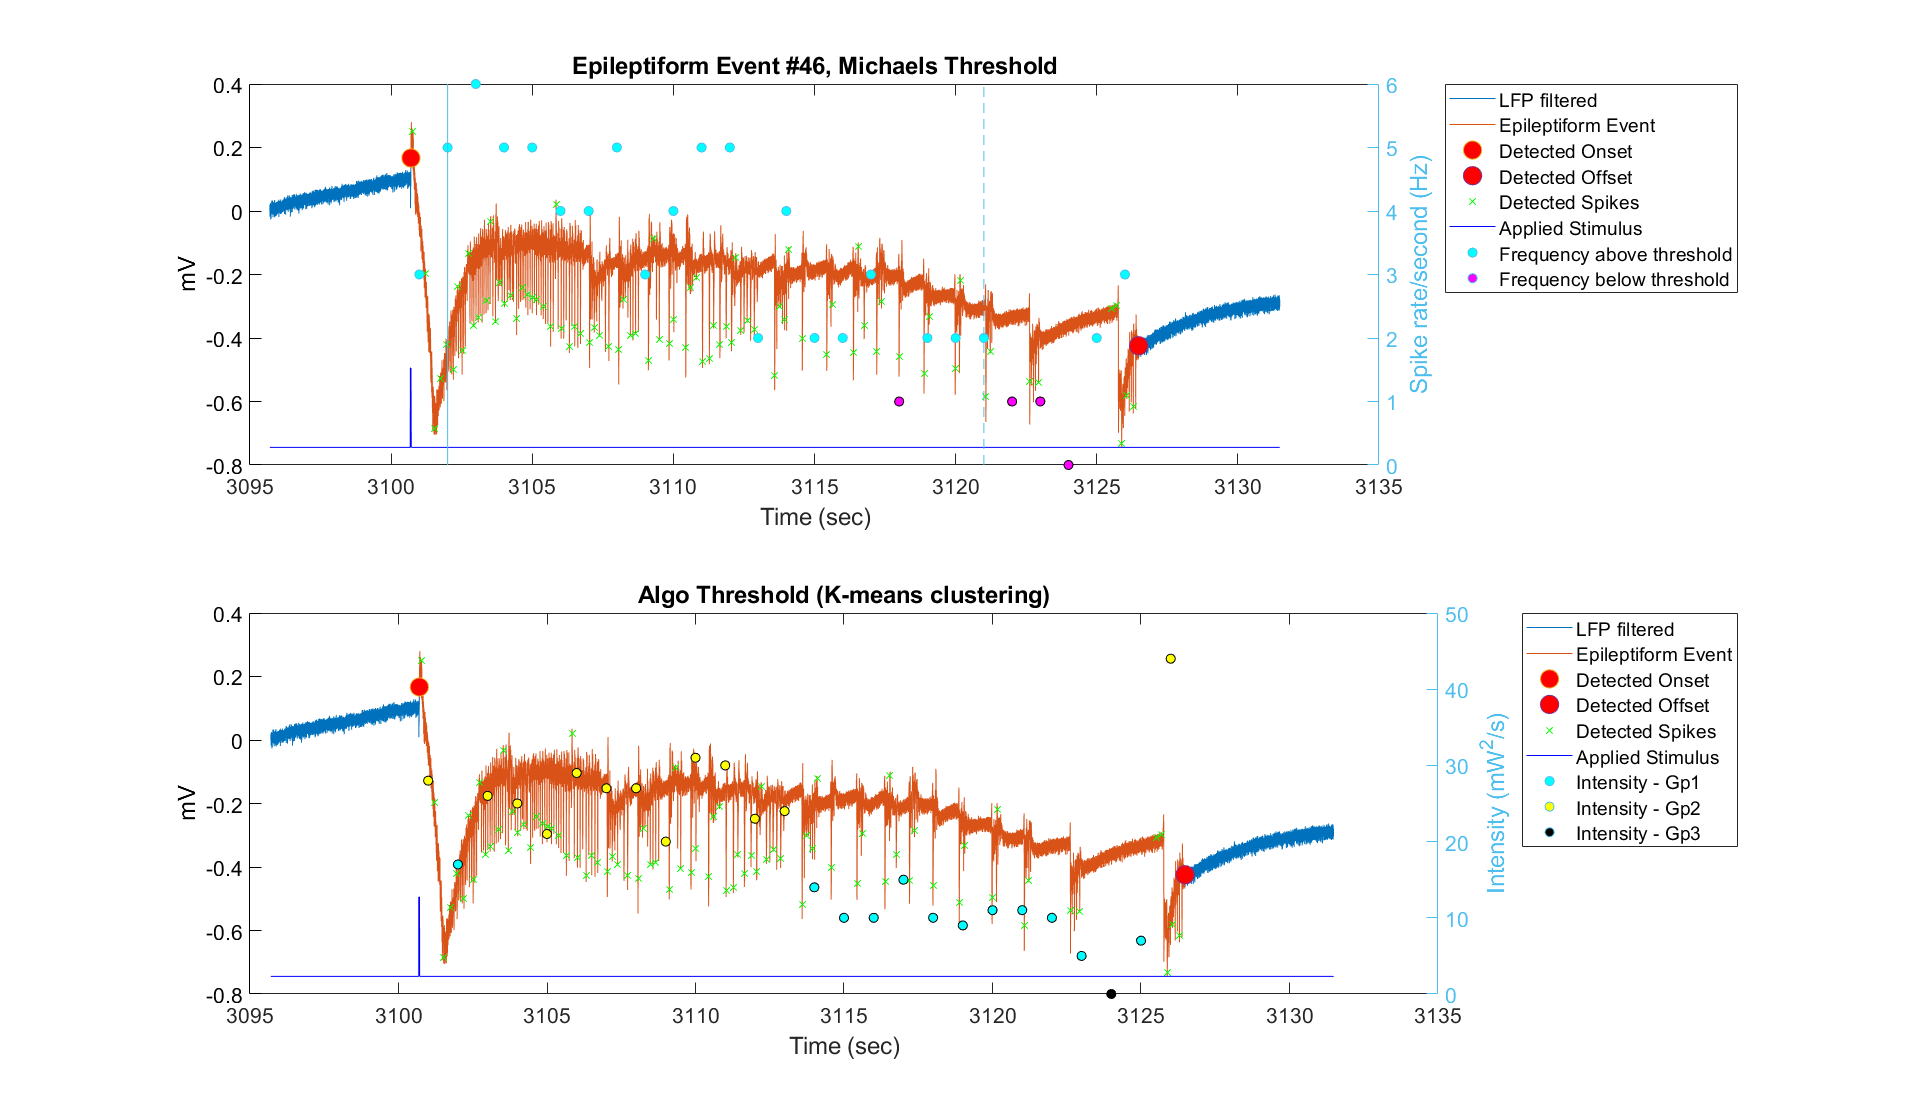 Epileptiform Event #46, Michaels Threshold
0.4
0.2
0
-0.2
-0.4
-0.6
-0.8
mV
3095 3100 3105 3110 3115 3120 3125 3130 3135
Time (sec)
6
5
4
3
2
1
0
Spike rate/second (Hz)
LFP filtered
Epileptiform Event
Detected Onset
Detected Offset
Detected Spikes
Applied Stimulus
Frequency above threshold
Frequency below threshold
Algo Threshold (K-means clustering)
0.4
0.2
0
-0.2
-0.4
-0.6
-0.8
mV
3095 3100 3105 3110 3115 3120 3125 3130 3135
Time (sec)
50
40
30
20
10
0
Intensity (mW²/s)
LFP filtered
Epileptiform Event
Detected Onset
Detected Offset
Detected Spikes
Applied Stimulus
Intensity - Gp1
Intensity - Gp2
Intensity - Gp3